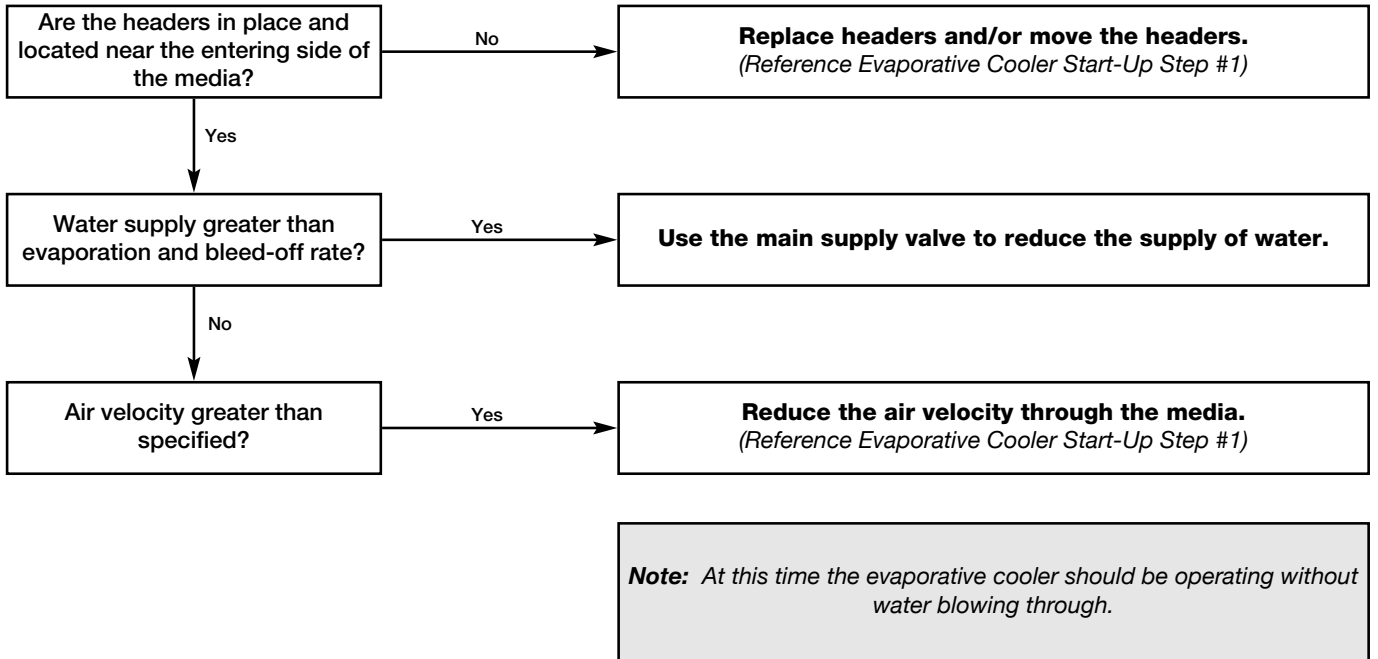 Are the headers in place and
located near the entering side of
the media?
No
Replace headers and/or move the headers.
(Reference Evaporative Cooler Start-Up Step #1)
Yes
Water supply greater than
evaporation and bleed-off rate?
Yes
Use the main supply valve to reduce the supply of water.
No
Air velocity greater than
specified?
Yes
Reduce the air velocity through the media.
(Reference Evaporative Cooler Start-Up Step #1)
Note: At this time the evaporative cooler should be operating without
water blowing through.